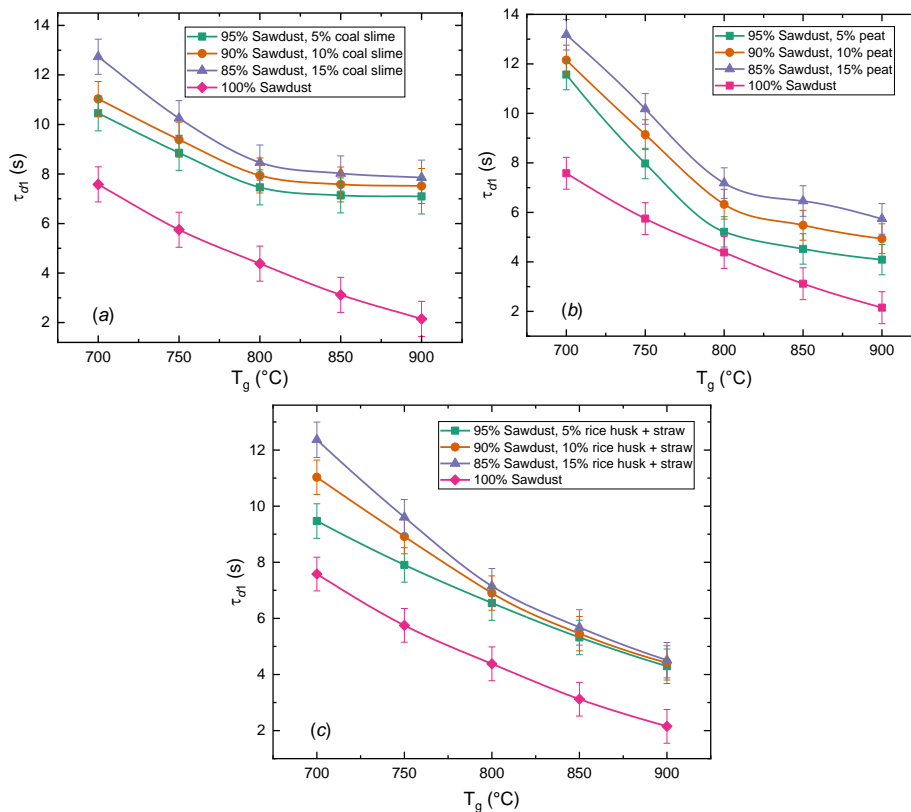 14
12
10
8
6
4
2
τd1 (s)
95% Sawdust, 5% coal slime
90% Sawdust, 10% coal slime
85% Sawdust, 15% coal slime
100% Sawdust
(a)
700 750 800 850 900
Tg (°C)
14
12
10
8
6
4
2
τd1 (s)
95% Sawdust, 5% peat
90% Sawdust, 10% peat
85% Sawdust, 15% peat
100% Sawdust
(b)
700 750 800 850 900
Tg (°C)
12
10
8
6
4
2
τd1 (s)
95% Sawdust, 5% rice husk + straw
90% Sawdust, 10% rice husk + straw
85% Sawdust, 15% rice husk + straw
100% Sawdust
(c)
700 750 800 850 900
Tg (°C)